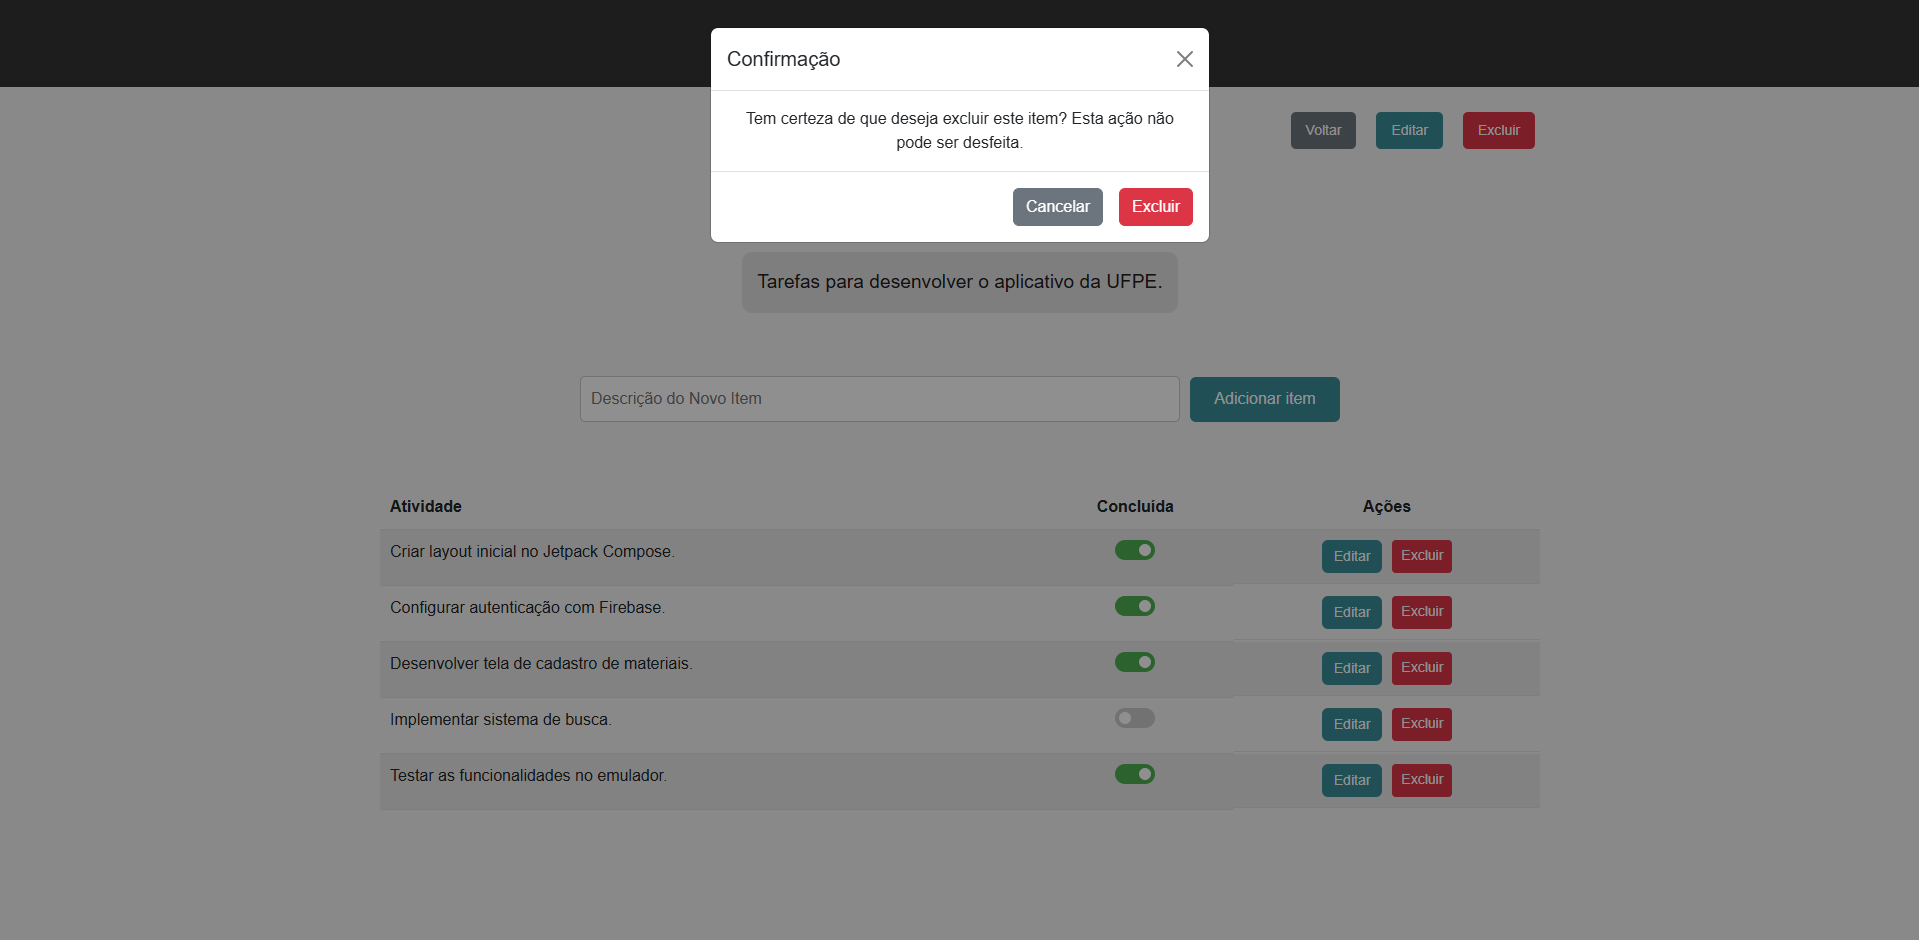 Confirmação
Tem certeza de que deseja excluir este item? Esta ação não
pode ser desfeita.
Cancelar Excluir
Voltar Editar Excluir
Tarefas para desenvolver o aplicativo da UFPE.
Descrição do Novo Item Adicionar item
Atividade Concluída Ações
Criar layout inicial no Jetpack Compose. Editar Excluir
Configurar autenticação com Firebase. Editar Excluir
Desenvolver tela de cadastro de materiais. Editar Excluir
Implementar sistema de busca. Editar Excluir
Testar as funcionalidades no emulador. Editar Excluir